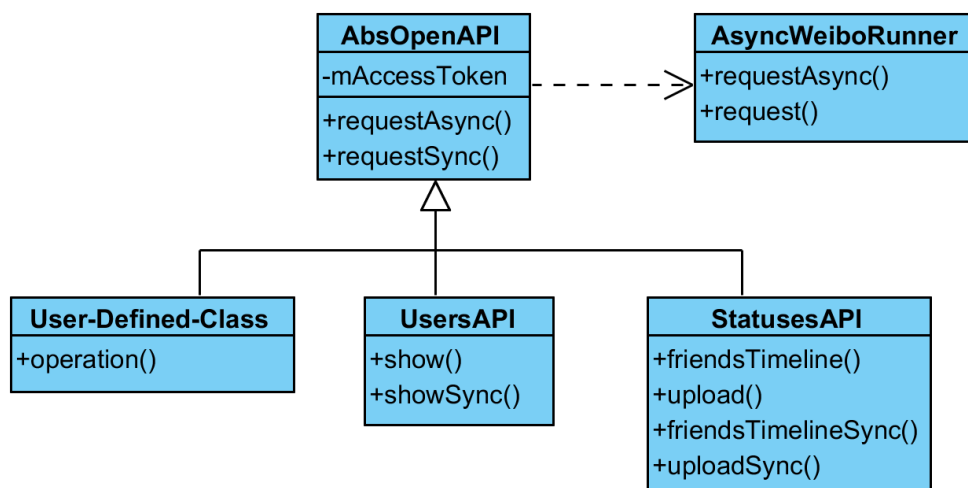 AbsOpenAPI
-mAccessToken
+requestAsync()
+requestSync()
AsyncWeiboRunner
+requestAsync()
+request()
User-Defined-Class
+operation()
UsersAPI
+show()
+showSync()
StatusesAPI
+friendsTimeline()
+upload()
+friendsTimelineSync()
+uploadSync()